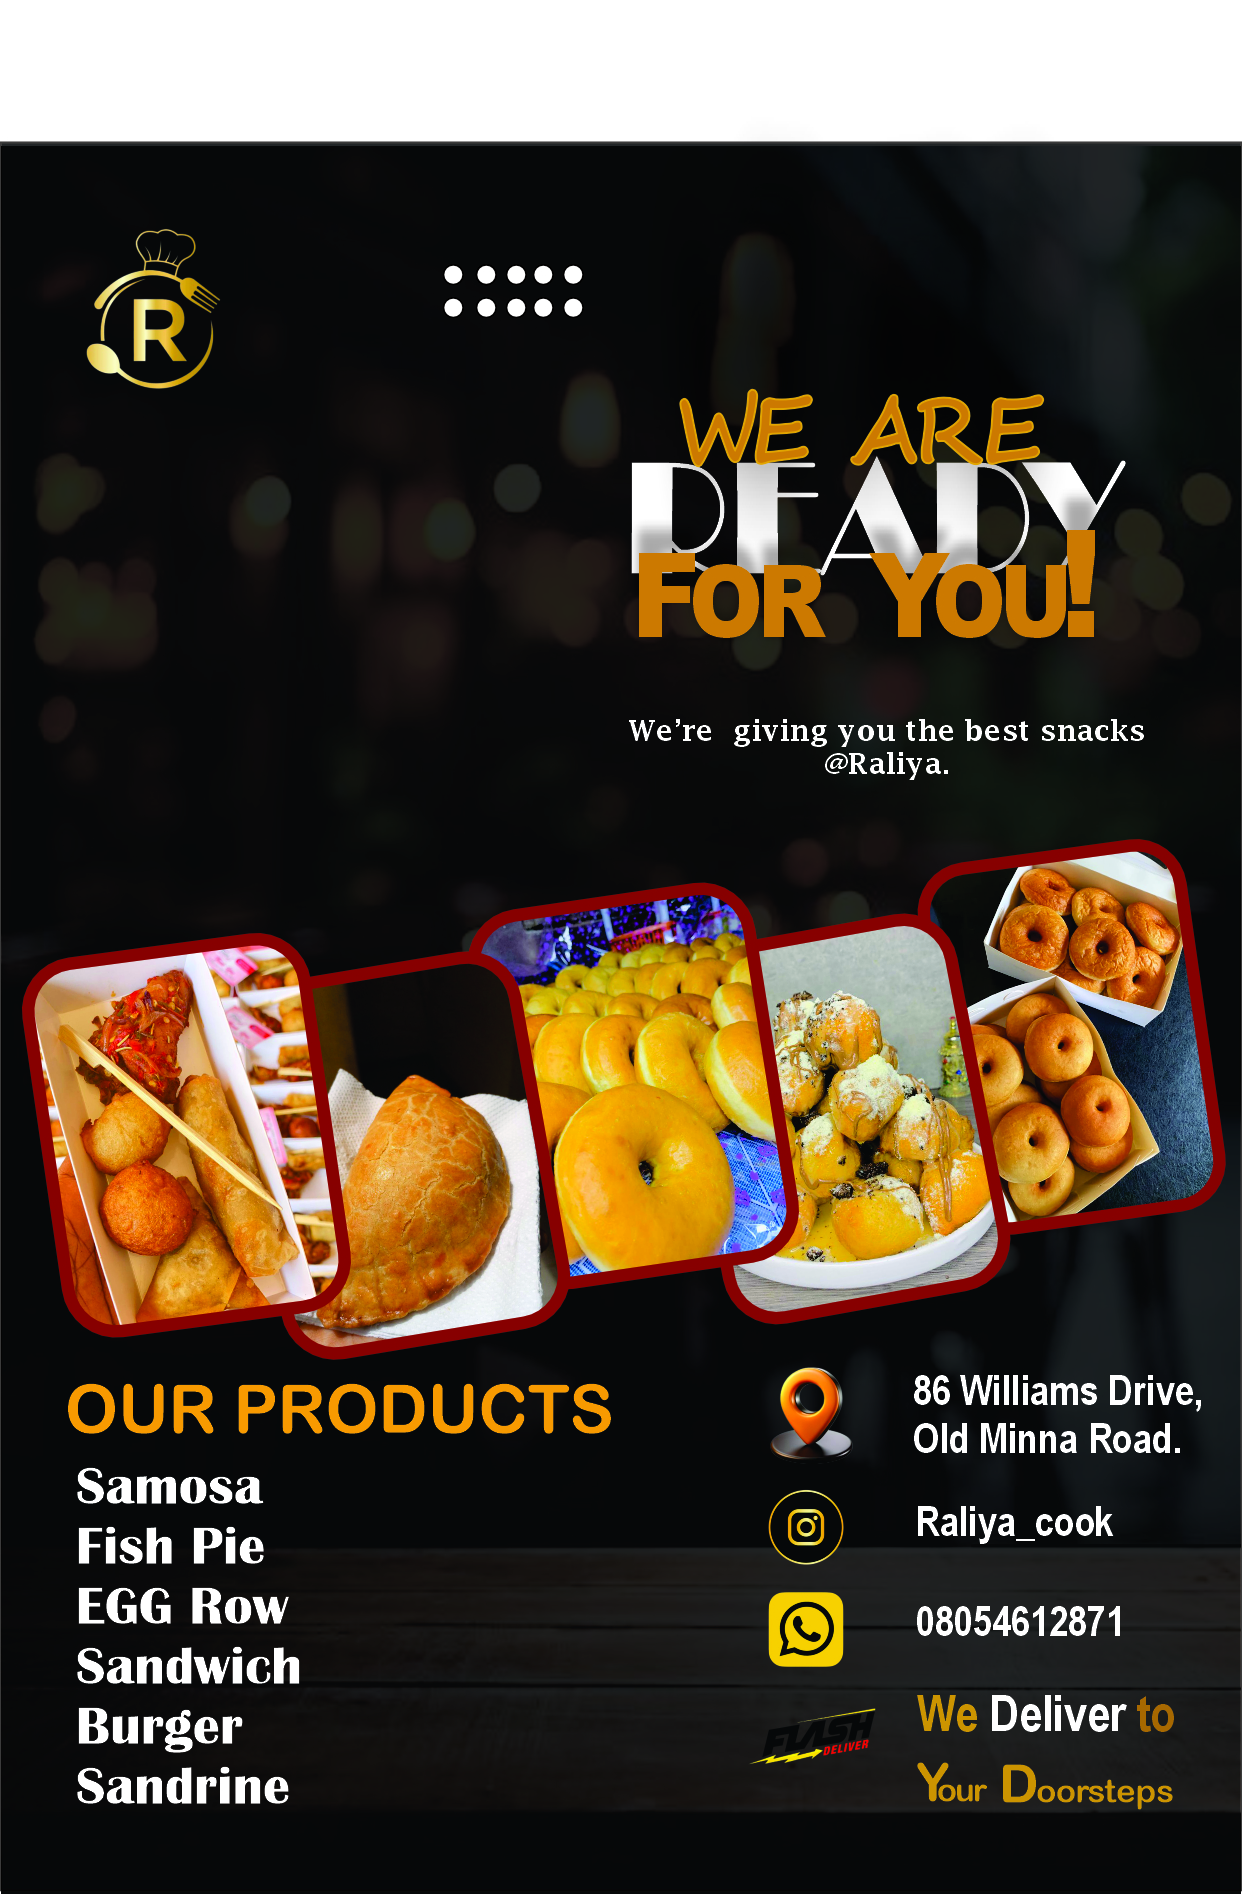 R
WE ARE
READY
FOR YOU!
We're giving you the best snacks
@Raliya.
OUR PRODUCTS
Samosa
Fish Pie
EGG Row
Sandwich
Burger
Sandrine
86 Williams Drive,
Old Minna Road.
Raliya_cook
08054612871
FLASH
DELIVER
We Deliver to
Your Doorsteps